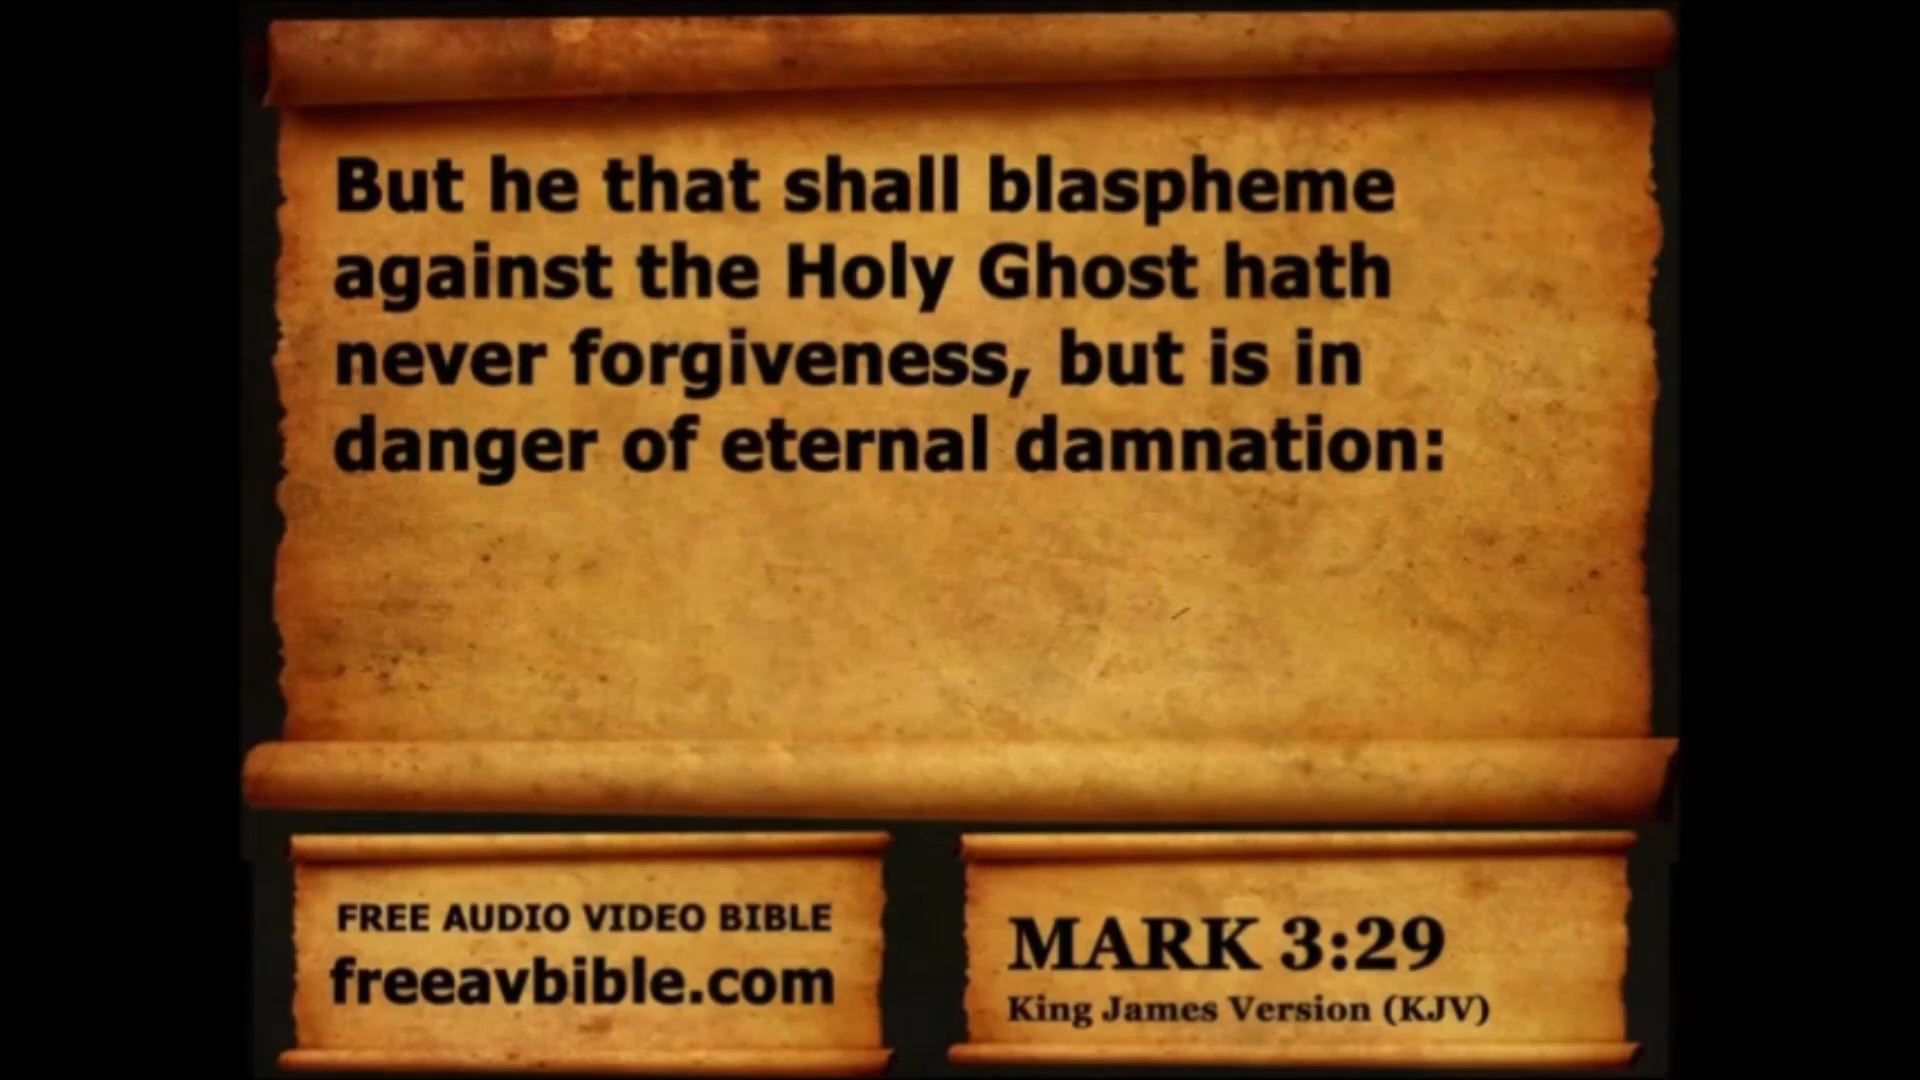 But he that shall blaspheme
against the Holy Ghost hath
never forgiveness, but is in
danger of eternal damnation:
FREE AUDIO VIDEO BIBLE
freeavbible.com
MARK 3:29
King James Version (KJV)